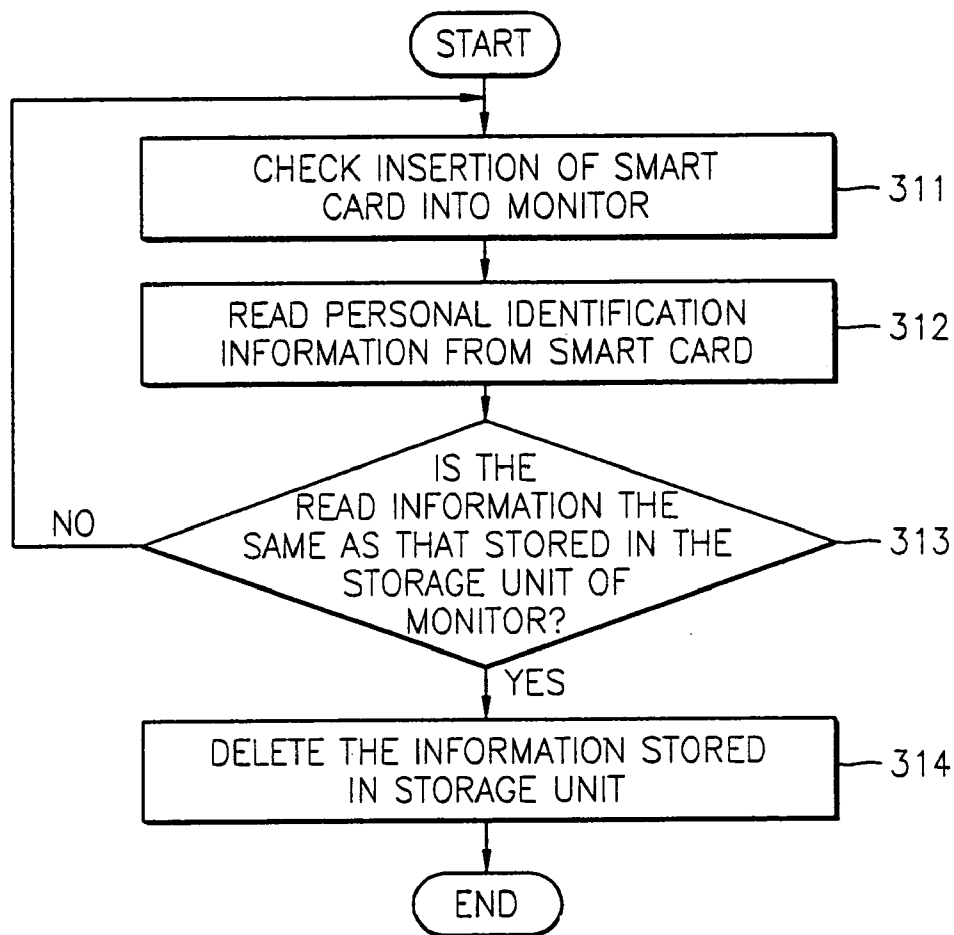 START
CHECK INSERTION OF SMART
CARD INTO MONITOR
311
READ PERSONAL IDENTIFICATION
INFORMATION FROM SMART CARD
312
IS THE
READ INFORMATION THE
SAME AS THAT STORED IN THE
STORAGE UNIT OF
MONITOR?
313
NO
YES
DELETE THE INFORMATION STORED
IN STORAGE UNIT
314
END